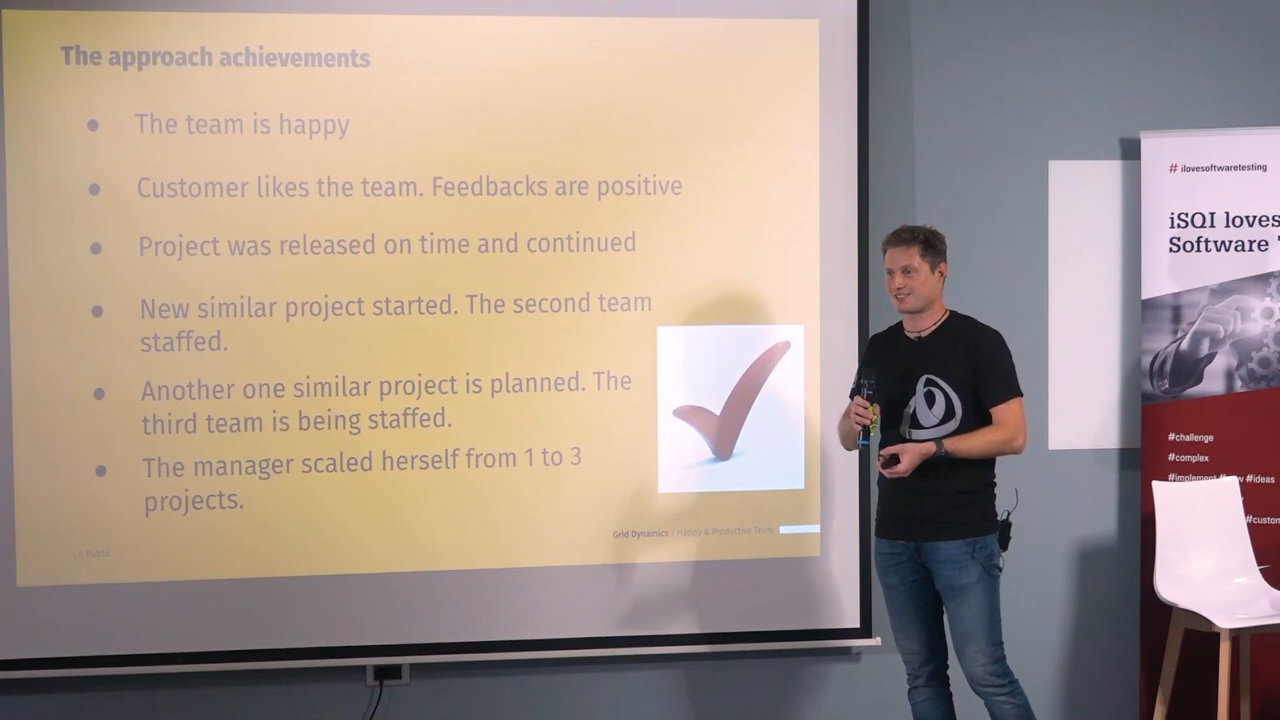 The approach achievements
● The team is happy
● Customer likes the team. Feedbacks are positive
● Project was released on time and continued
● New similar project started. The second team
staffed.
● Another one similar project is planned. The
third team is being staffed.
● The manager scaled herself from 1 to 3
projects.
Grid Dynamics / Happy & Productive Team
Public
# ilovesoftwaretesting
iSQI loves
Software
#challenge
#complex
#implement #ideas